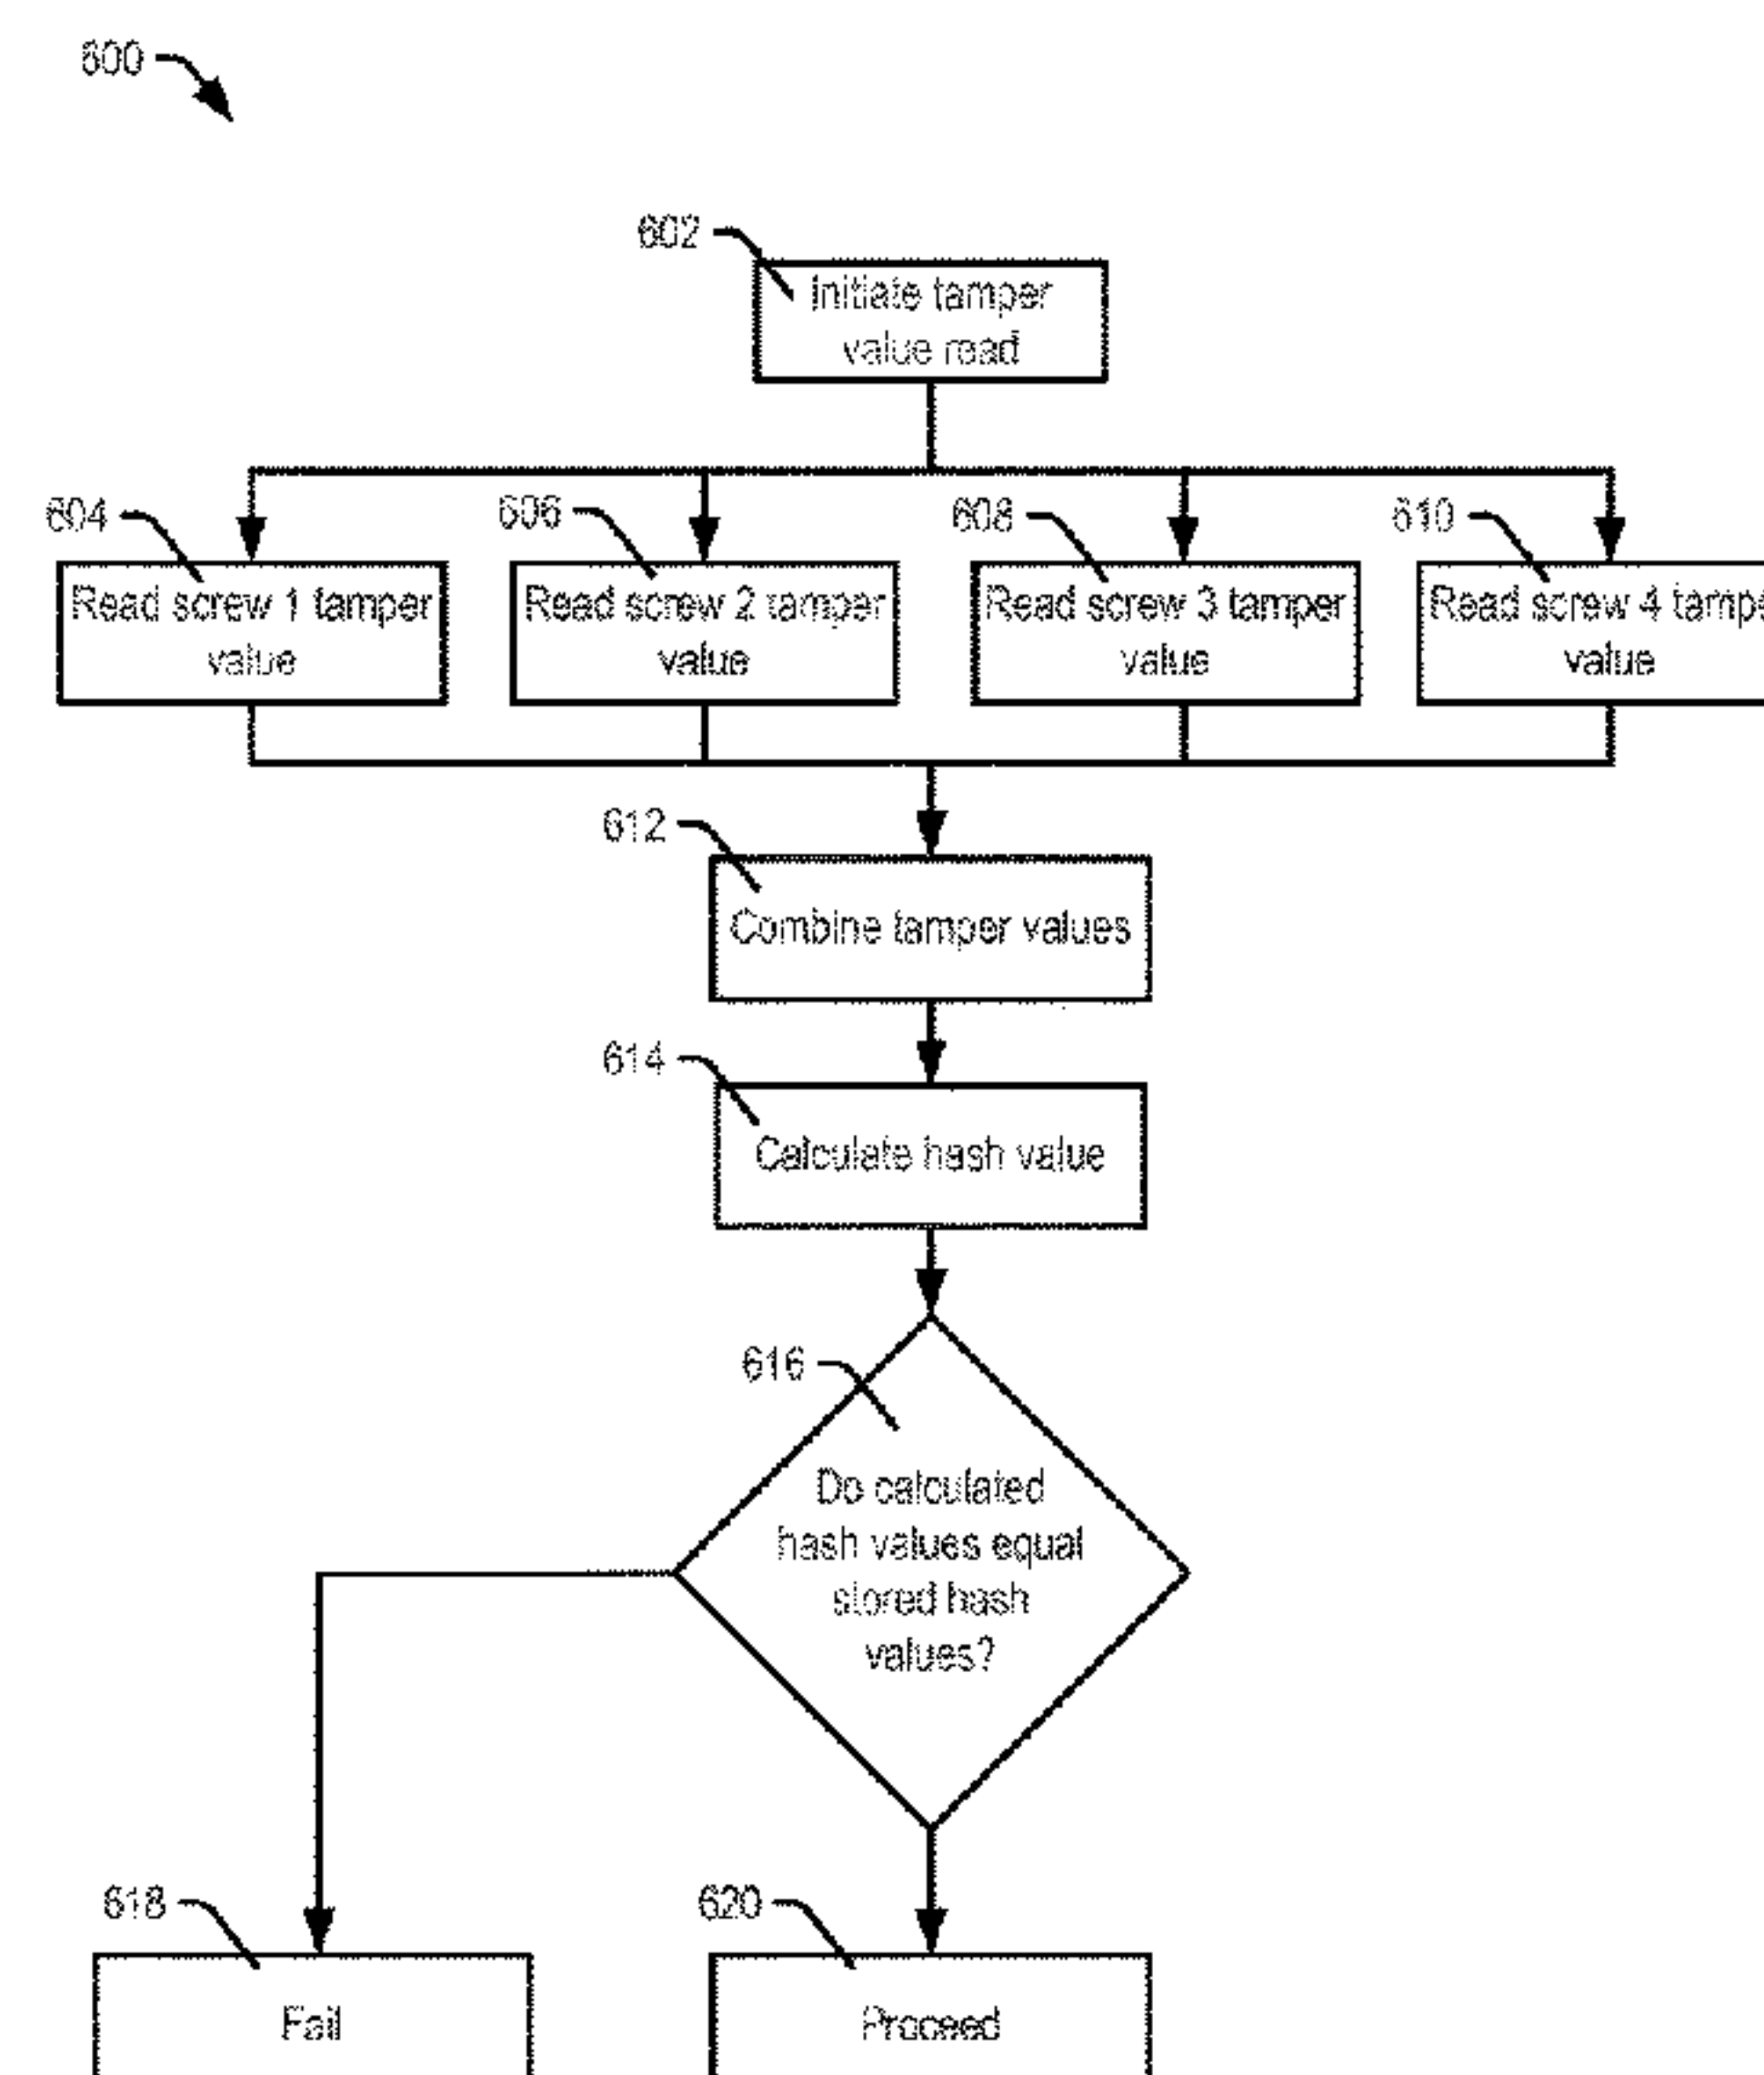 600
602
Initiate tamper
value read
604
606
608
610
Read screw 1 tamper
value
Read screw 2 tamper
value
Read screw 3 tamper
value
Read screw 4 tampe
value
612
Combine tamper values
614
Calculate hash value
616
Do calculated
hash values equal
stored hash
values?
618
620
Fail
Proceed